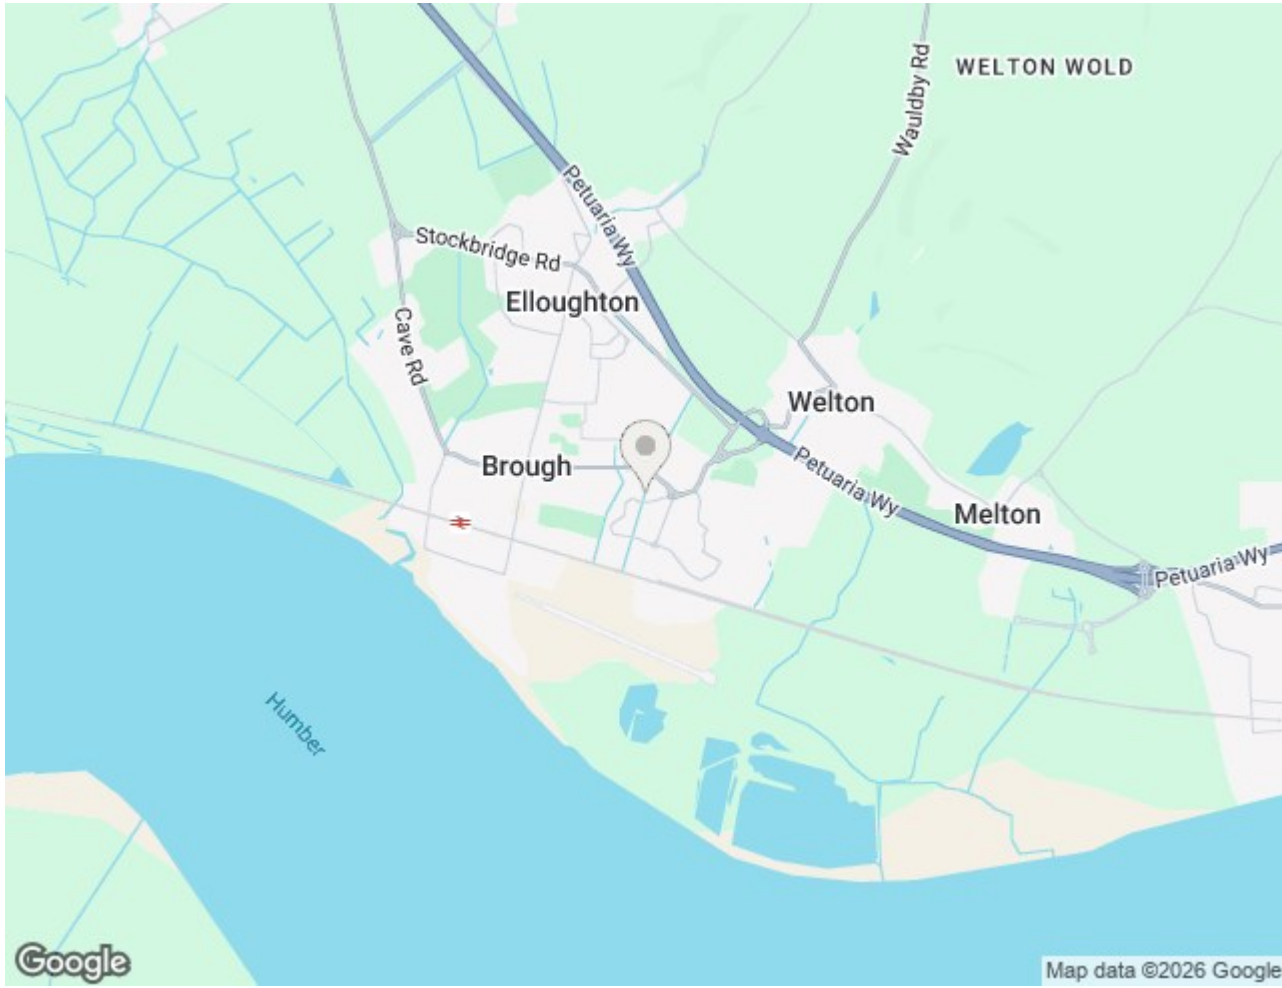 WELTON WOLD
Wauldby Rd
Petuaria Wy
Stockbridge Rd
Elloughton
Cave Rd
Welton
Brough
Petuaria Wy
Melton
Petuaria Wy
Humber
Google
Map data ©2026 Google